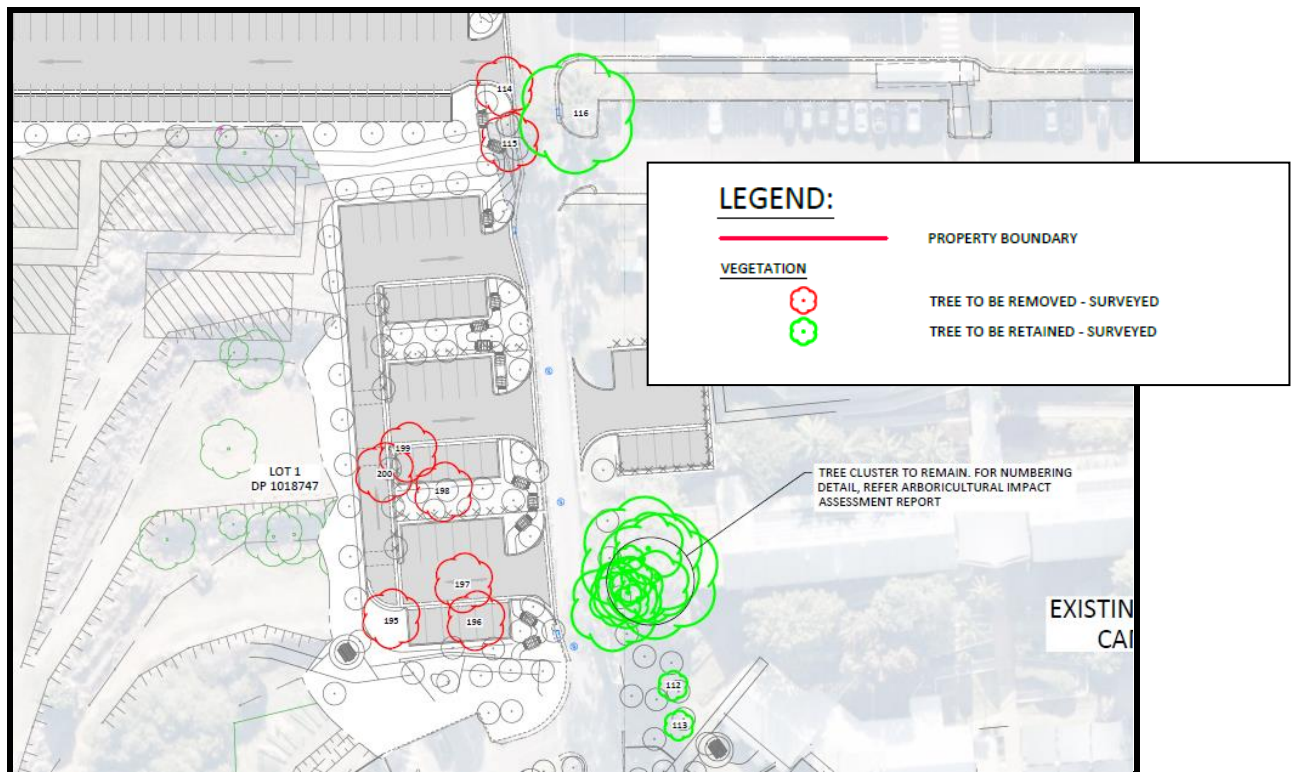 114
116
115
LEGEND:
PROPERTY BOUNDARY
VEGETATION
TREE TO BE REMOVED - SURVEYED
TREE TO BE RETAINED - SURVEYED
199
200
198
LOT 1
DP 1018747
TREE CLUSTER TO REMAIN. FOR NUMBERING
DETAIL, REFER ARBORICULTURAL IMPACT
ASSESSMENT REPORT
197
195
196
EXISTIN
CAI
112
113